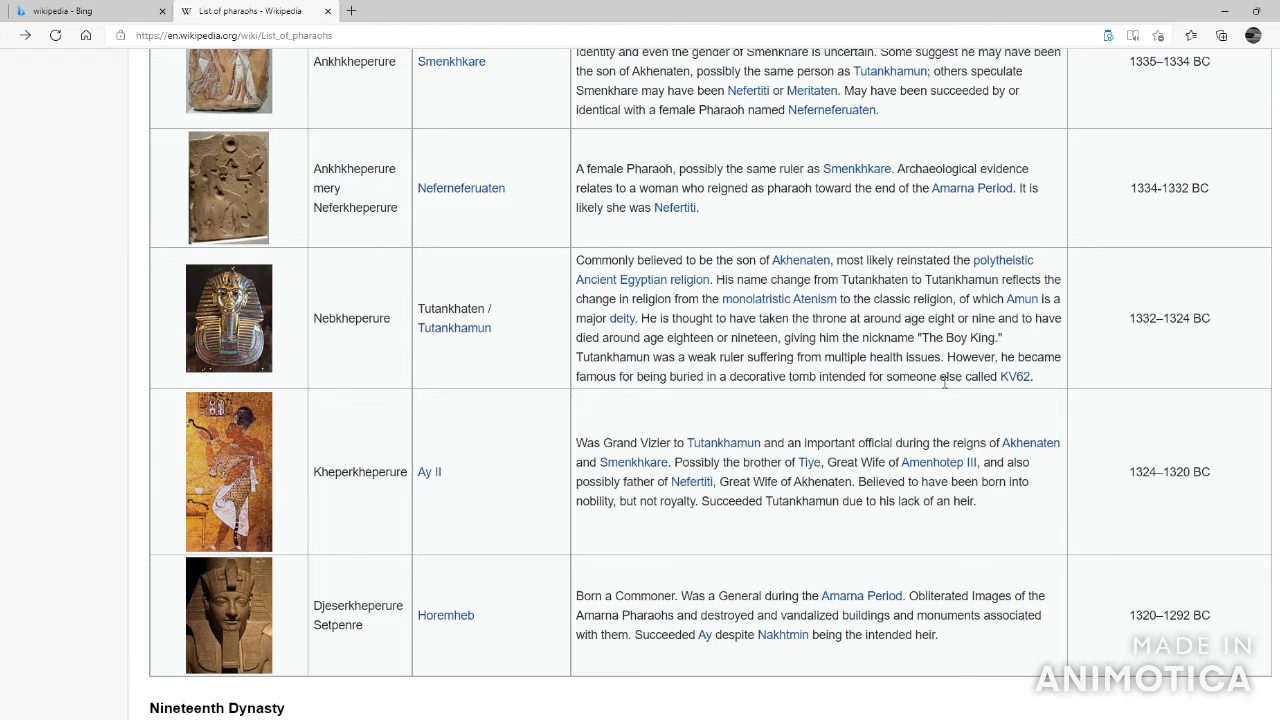 wikipedia - Bing
List of pharaohs - Wikipedia
https://en.wikipedia.org/wiki/List_of_pharaohs
Ankhkheperure
Smenkhkare
identity and even the gender of Smenkhare is uncertain. Some suggest he may have been
the son of Akhenaten, possibly the same person as Tutankhamun; others speculate
Smenkhare may have been Nefertiti or Meritaten. May have been succeeded by or
identical with a female Pharaoh named Neferneferuaten.
1335–1334 BC
Ankhkheperure
mery
Neferkheperure
Neferneferuaten
A female Pharaoh, possibly the same ruler as Smenkhkare. Archaeological evidence
relates to a woman who reigned as pharaoh toward the end of the Amarna Period. It is
likely she was Nefertiti.
1334-1332 BC
Nebkheperure
Tutankhaten /
Tutankhamun
Commonly believed to be the son of Akhenaten, most likely reinstated the polytheistic
Ancient Egyptian religion. His name change from Tutankhaten to Tutankhamun reflects the
change in religion from the monolatristic Atenism to the classic religion, of which Amun is a
major deity. He is thought to have taken the throne at around age eight or nine and to have
died around age eighteen or nineteen, giving him the nickname "The Boy King."
Tutankhamun was a weak ruler suffering from multiple health issues. However, he became
famous for being buried in a decorative tomb intended for someone else called KV62.
1332–1324 BC
Kheperkheperure
Ay II
Was Grand Vizier to Tutankhamun and an important official during the reigns of Akhenaten
and Smenkhkare. Possibly the brother of Tiye, Great Wife of Amenhotep III, and also
possibly father of Nefertiti, Great Wife of Akhenaten. Believed to have been born into
nobility, but not royalty. Succeeded Tutankhamun due to his lack of an heir.
1324–1320 BC
Djeserkheperure
Setpenre
Horemheb
Born a Commoner. Was a General during the Amarna Period. Obliterated Images of the
Amarna Pharaohs and destroyed and vandalized buildings and monuments associated
with them. Succeeded Ay despite Nakhtmin being the intended heir.
1320–1292 BC
MADE IN
ANIMOTICA
Nineteenth Dynasty